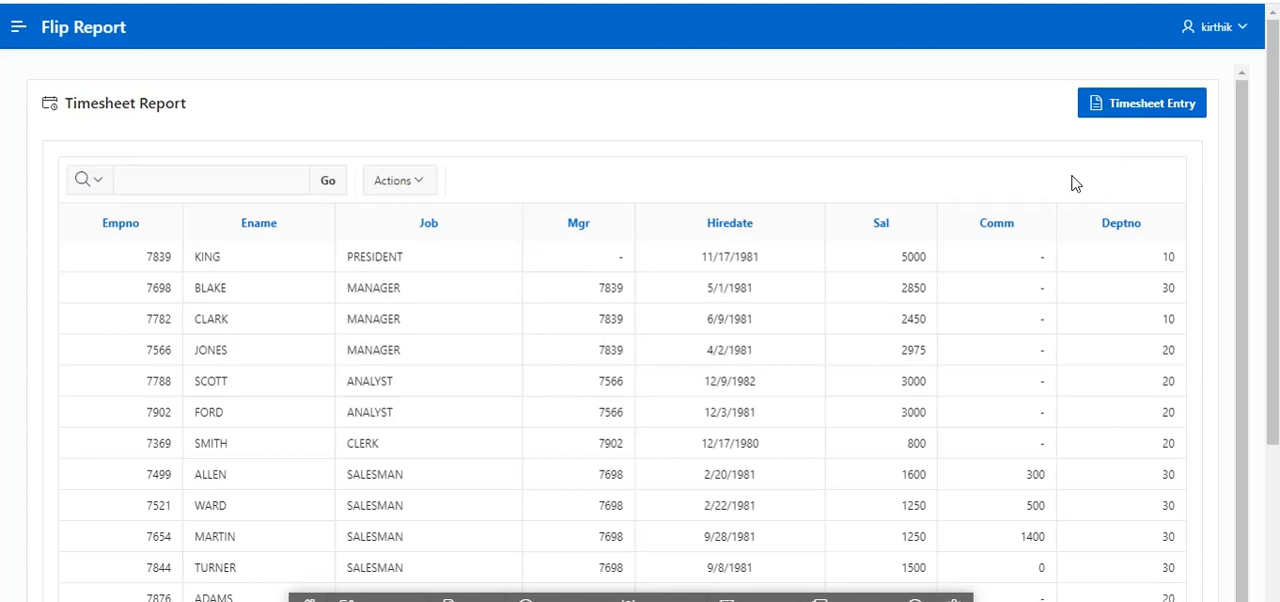 Flip Report
kirthik
Timesheet Report
Timesheet Entry
Go
Actions
Empno Ename Job Mgr Hiredate Sal Comm Deptno
7839 KING PRESIDENT - 11/17/1981 5000 - 10
7698 BLAKE MANAGER 7839 5/1/1981 2850 - 30
7782 CLARK MANAGER 7839 6/9/1981 2450 - 10
7566 JONES MANAGER 7839 4/2/1981 2975 - 20
7788 SCOTT ANALYST 7566 12/9/1982 3000 - 20
7902 FORD ANALYST 7566 12/3/1981 3000 - 20
7369 SMITH CLERK 7902 12/17/1980 800 - 20
7499 ALLEN SALESMAN 7698 2/20/1981 1600 300 30
7521 WARD SALESMAN 7698 2/22/1981 1250 500 30
7654 MARTIN SALESMAN 7698 9/28/1981 1250 1400 30
7844 TURNER SALESMAN 7698 9/8/1981 1500 0 30
7876 ADAMS - 20